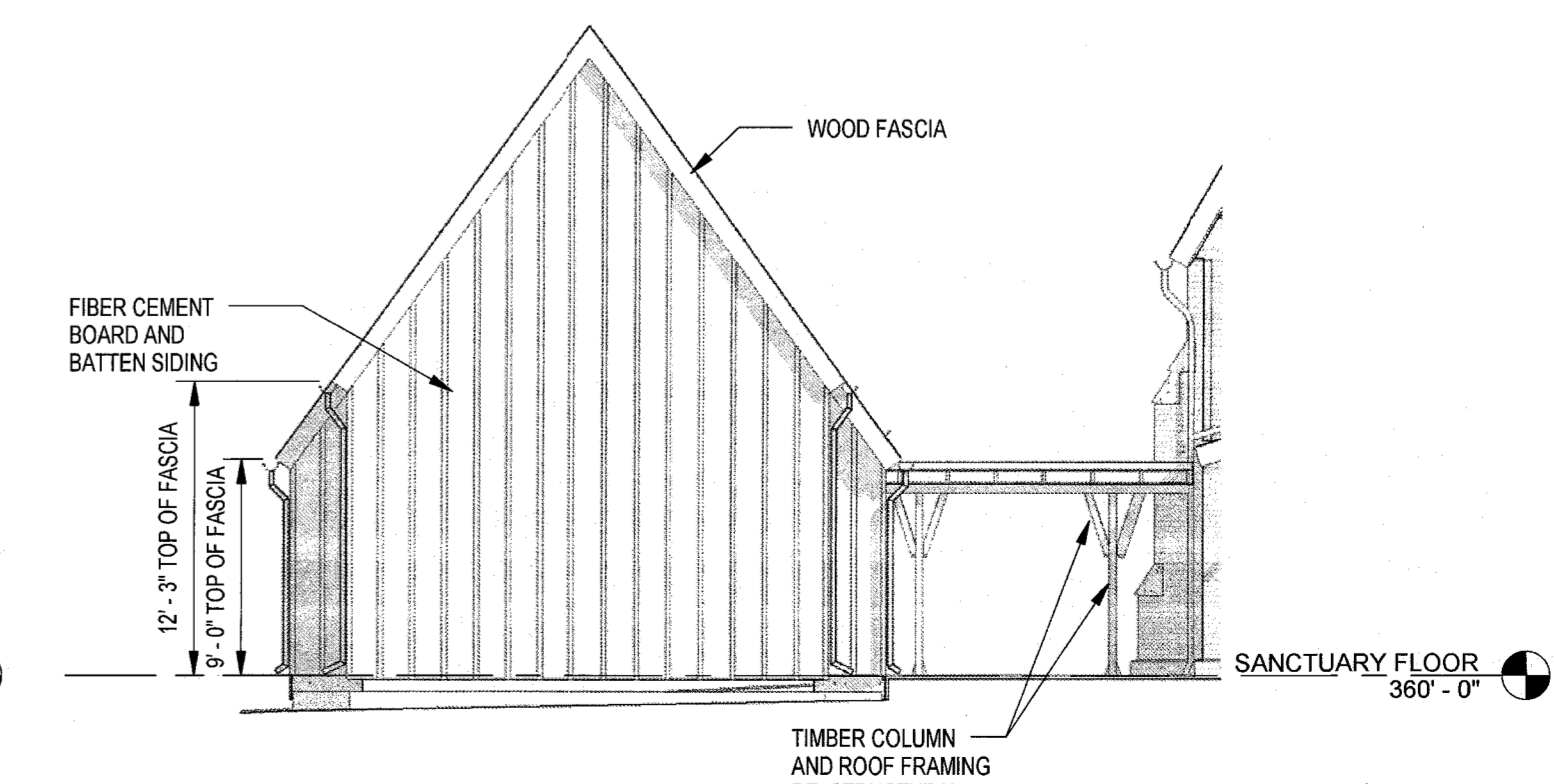 WOOD FASCIA
FIBER CEMENT
BOARD AND
BATTEN SIDING
12' - 3" TOP OF FASCIA
9' - 0" TOP OF FASCIA
SANCTUARY FLOOR
360' - 0"
TIMBER COLUMN
AND ROOF FRAMING